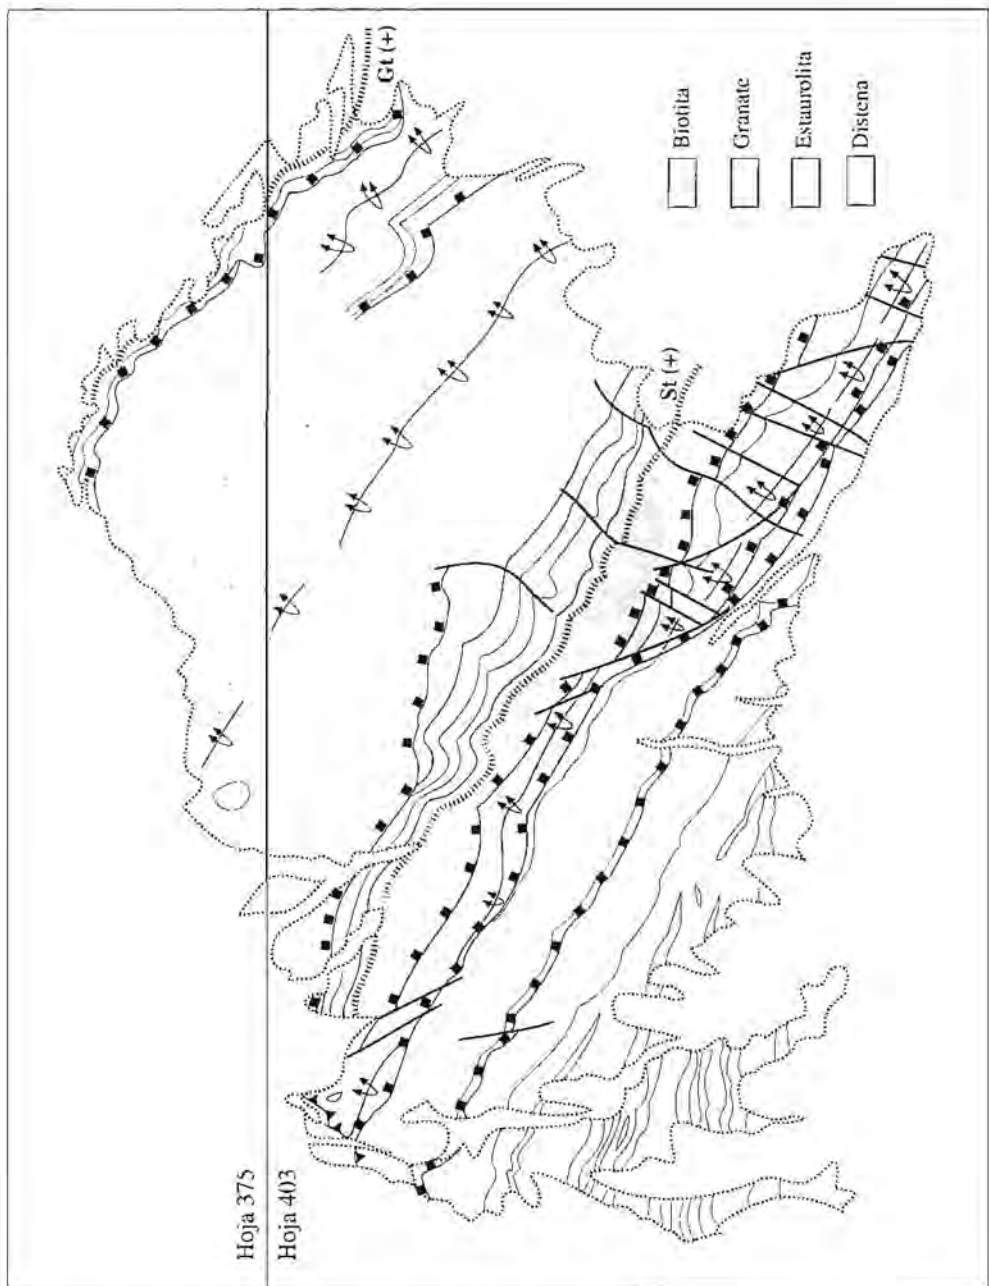 Hoja 375
Hoja 403
Gt (+)
St (+)
Biotita
Granate
Estaurolita
Distena